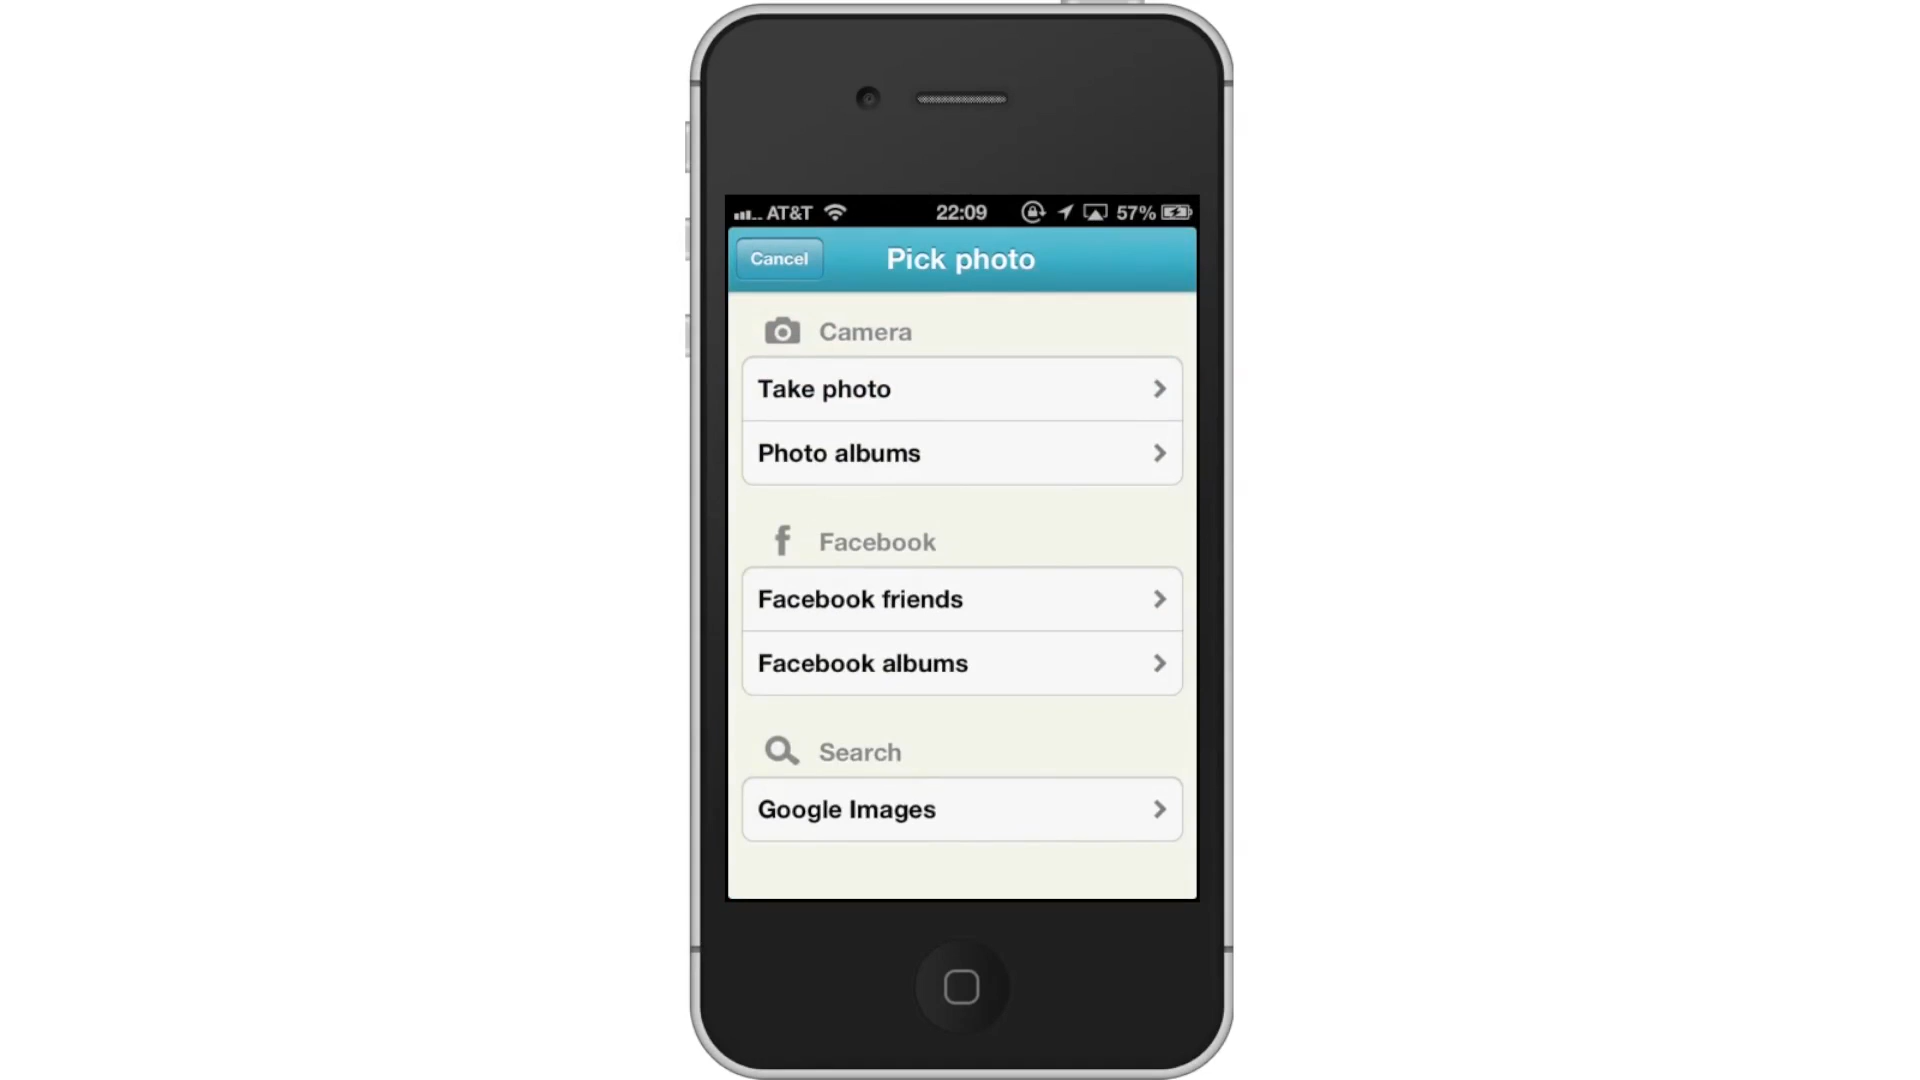 AT&T 22:09 57%
Cancel Pick photo
Camera
Take photo
Photo albums
Facebook
Facebook friends
Facebook albums
Search
Google Images